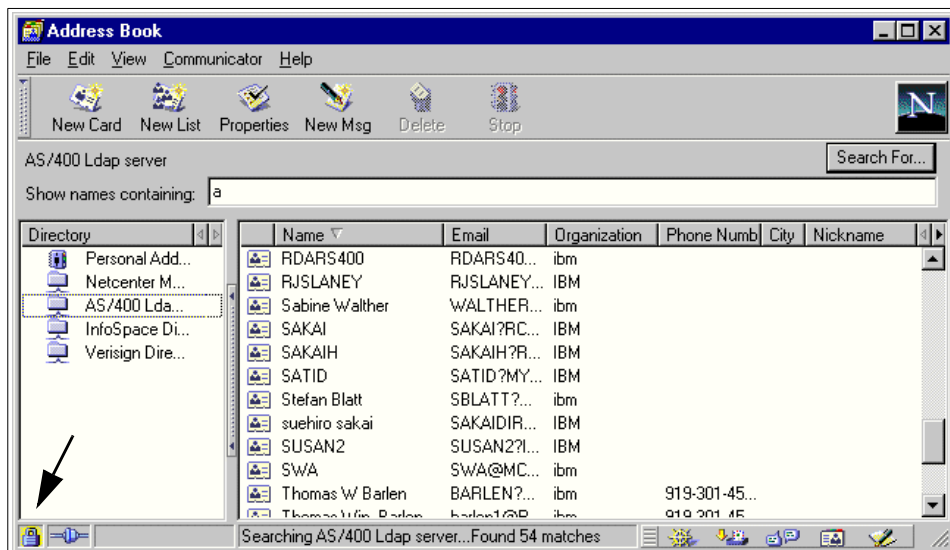 Address Book
File Edit View Communicator Help
New Card New List Properties New Msg Delete Stop
N
AS/400 Ldap server
Search For...
Show names containing: a
Directory
Personal Add...
Netcenter M...
AS/400 Lda...
InfoSpace Di...
Verisign Dire...
Name Email Organization Phone Numb City Nickname
RDARS400 RDARS40... ibm
RJSLANEY RJSLANEY... IBM
Sabine Walther WALTHER... ibm
SAKAI SAKAI?RC... IBM
SAKAIH SAKAIH?R... IBM
SATID SATID?MY... IBM
Stefan Blatt SBLATT?... ibm
suehiro sakai SAKAIDIR... IBM
SUSAN2 SUSAN2?I... IBM
SWA SWA@MC... ibm
Thomas W Barlen BARLEN?... ibm 919-301-45...
Searching AS/400 Ldap server...Found 54 matches